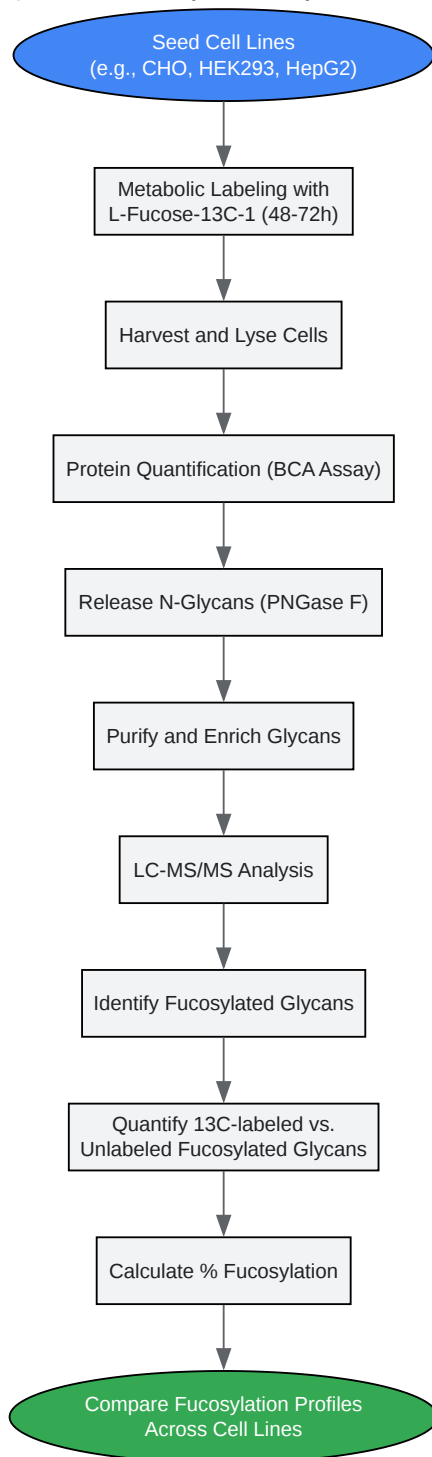 Seed Cell Lines
(e.g., CHO, HEK293, HepG2)
Metabolic Labeling with
L-Fucose-13C-1 (48-72h)
Harvest and Lyse Cells
Protein Quantification (BCA Assay)
Release N-Glycans (PNGase F)
Purify and Enrich Glycans
LC-MS/MS Analysis
Identify Fucosylated Glycans
Quantify 13C-labeled vs.
Unlabeled Fucosylated Glycans
Calculate % Fucosylation
Compare Fucosylation Profiles
Across Cell Lines